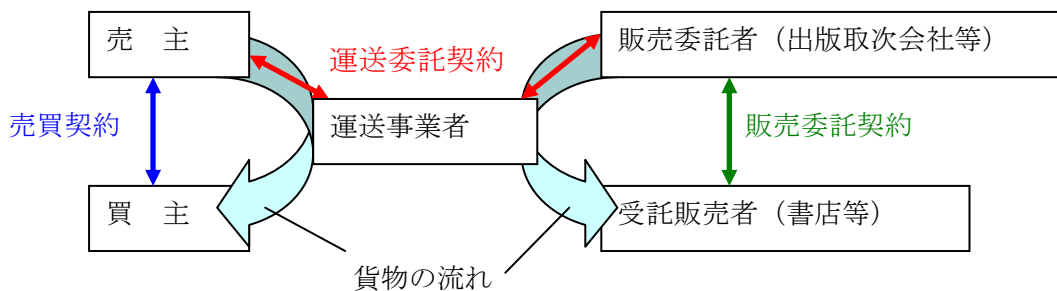 売　主
販売委託者（出版取次会社等）
運送委託契約
運送事業者
売買契約
販売委託契約
買　主
受託販売者（書店等）
貨物の流れ